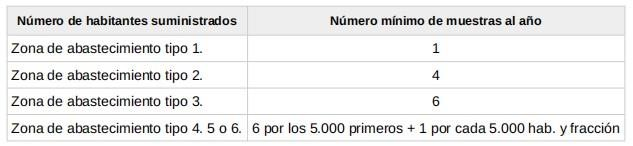 Número de habitantes suministrados Número mínimo de muestras al año
Zona de abastecimiento tipo 1. 1
Zona de abastecimiento tipo 2. 4
Zona de abastecimiento tipo 3. 6
Zona de abastecimiento tipo 4. 5 o 6. 6 por los 5.000 primeros + 1 por cada 5.000 hab. y fracción